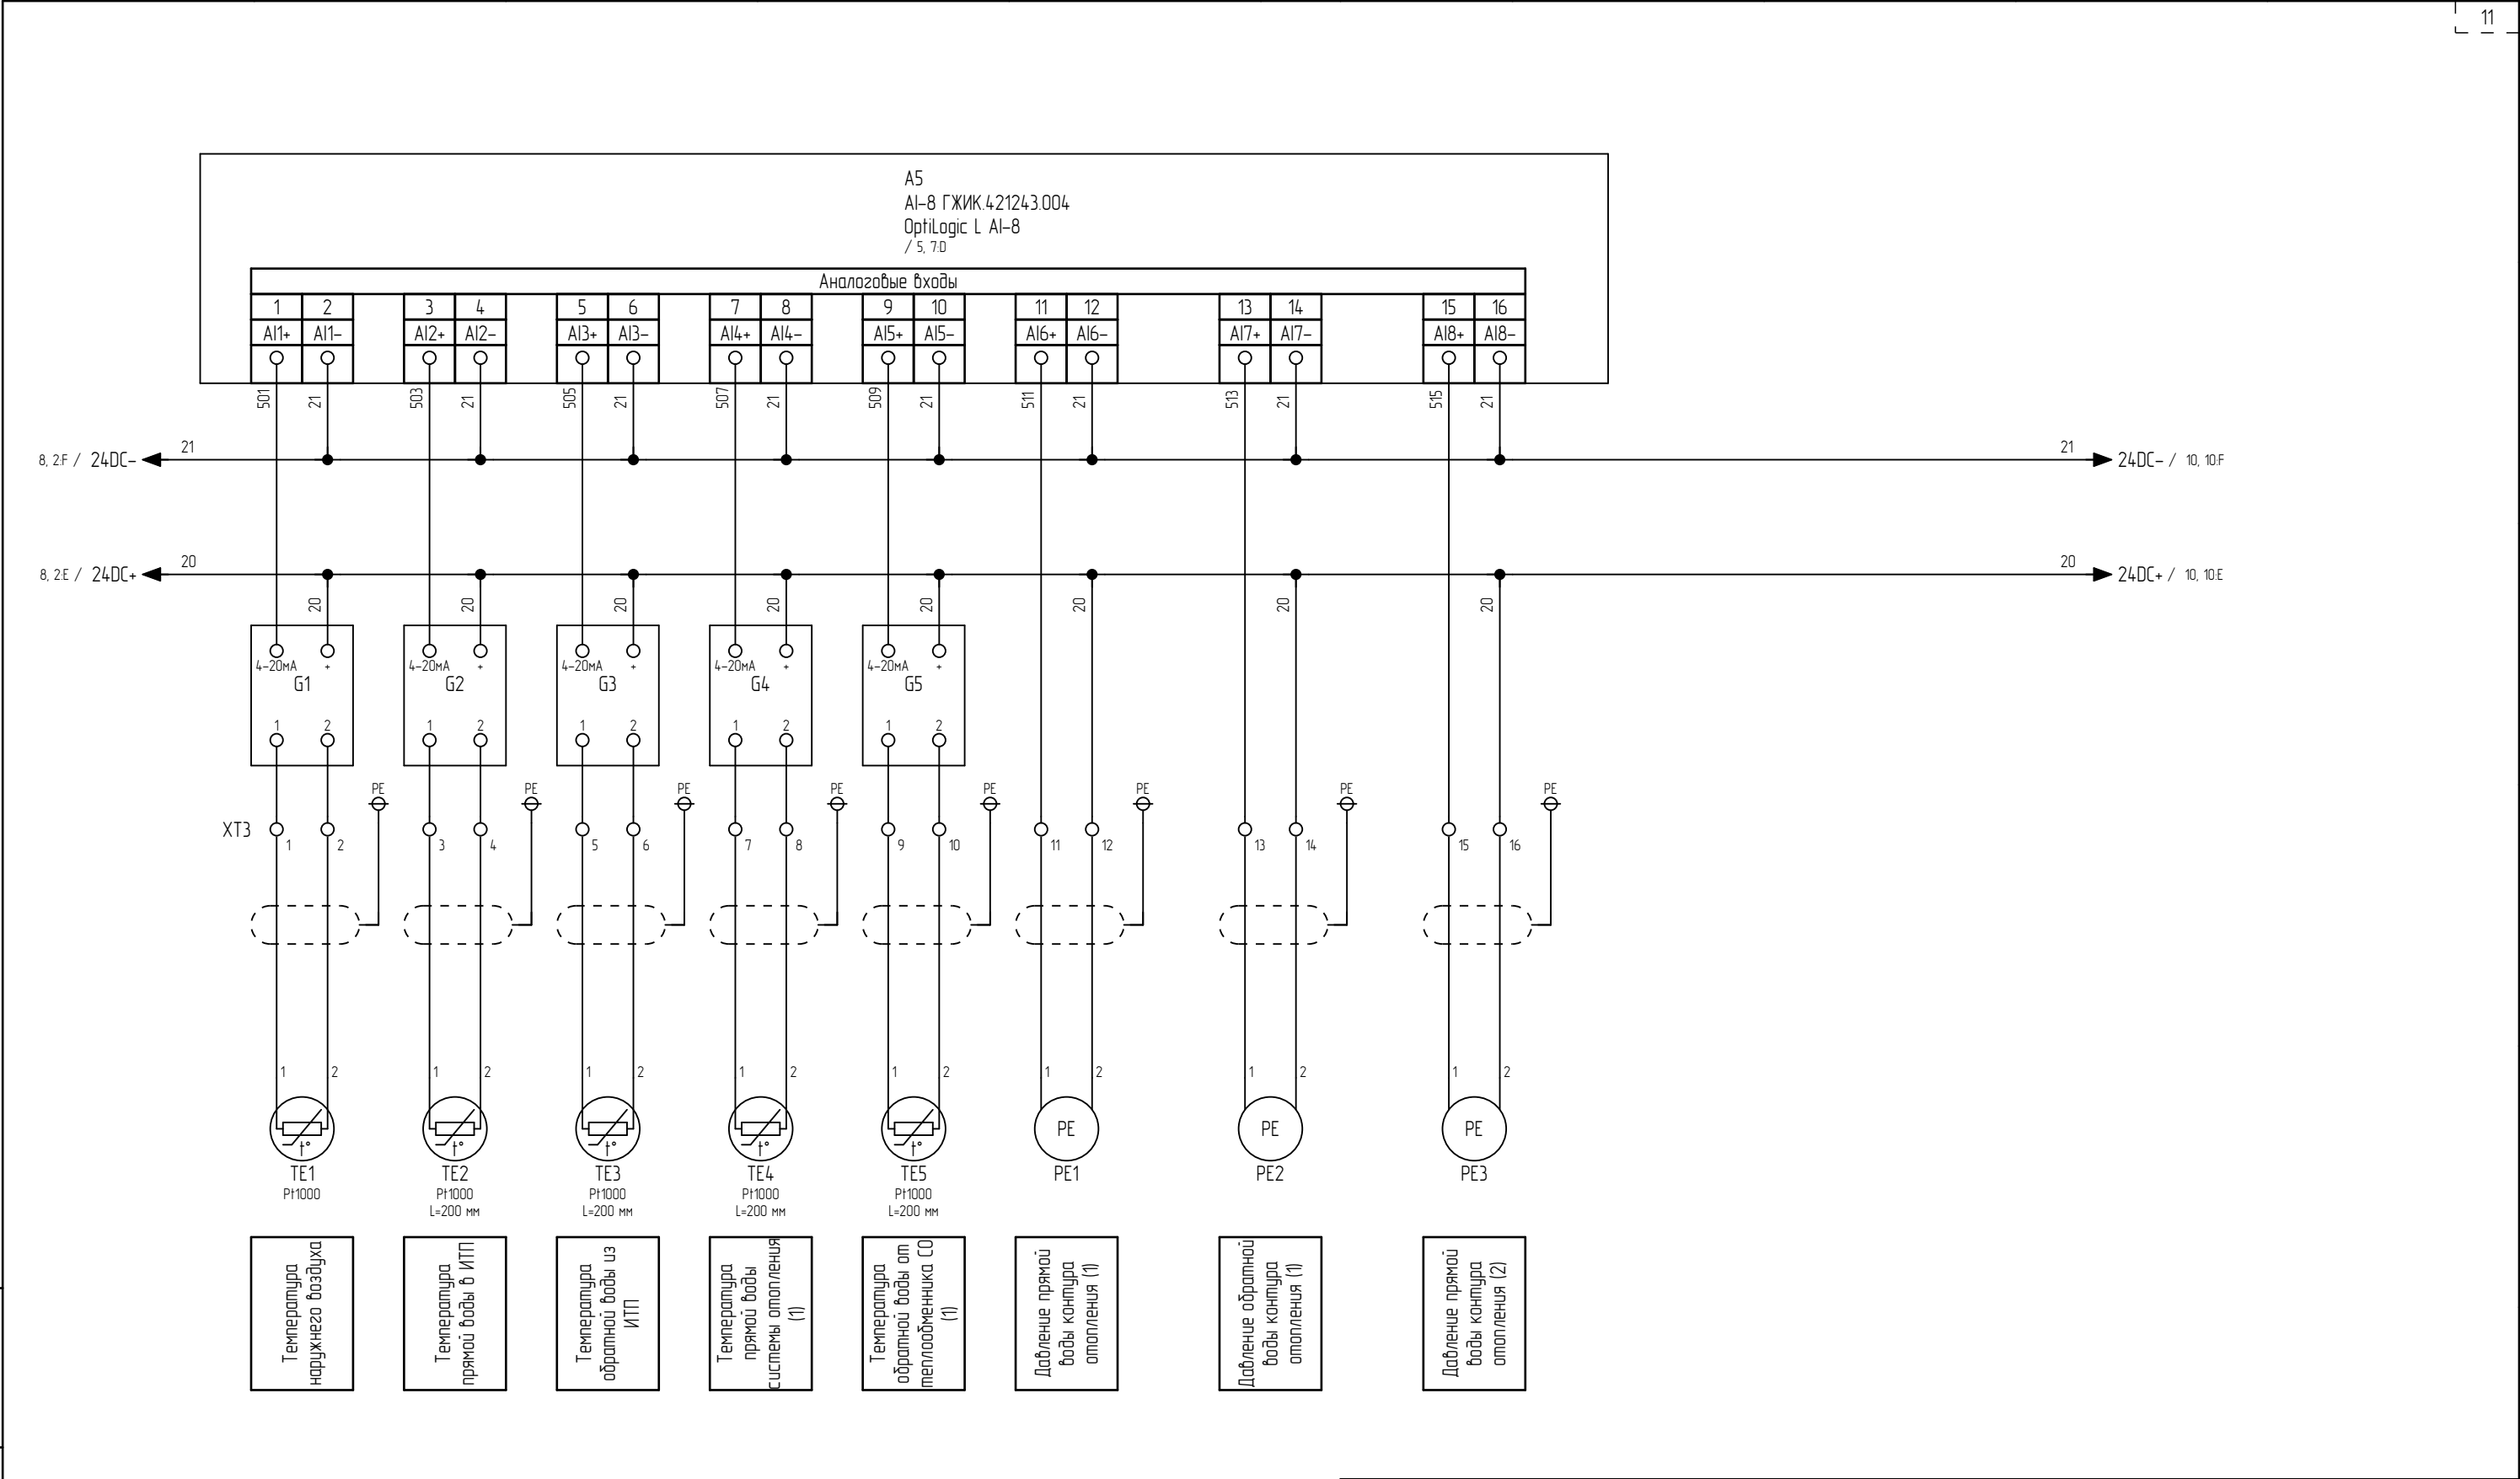 11
A5
AI-8 ГЖИК.421243.004
OptiLogic L AI-8
/ 5, 7:D
Аналоговые входы
1 2 3 4 5 6 7 8 9 10 11 12 13 14 15 16
AI1+ AI1- AI2+ AI2- AI3+ AI3- AI4+ AI4- AI5+ AI5- AI6+ AI6- AI7+ AI7- AI8+ AI8-
501 21 503 21 505 21 507 21 509 21 511 21 513 21 515 21
21 21
8, 2:F / 24DC- 24DC- / 10, 10:F
20 20
8, 2:E / 24DC+ 24DC+ / 10, 10:E
20 20 20 20 20 20 20 20
4-20мА + 4-20мА + 4-20мА + 4-20мА + 4-20мА +
G1 G2 G3 G4 G5
1 2 1 2 1 2 1 2 1 2
PE PE PE PE PE PE PE PE
XT3
1 2 3 4 5 6 7 8 9 10 11 12 13 14 15 16
1 2 1 2 1 2 1 2 1 2 1 2 1 2 1 2
PE PE PE
t° t° t° t° t°
TE1 TE2 TE3 TE4 TE5 PE1 PE2 PE3
Pt1000 Pt1000 Pt1000 Pt1000 Pt1000
L=200 мм L=200 мм L=200 мм L=200 мм
Температура
наружнего воздуха
Температура
прямой воды в ИТП
Температура
обратной воды из
ИТП
Температура
прямой воды
системы отопления
(1)
Температура
обратной воды от
теплообменника СО
(1)
Давление прямой
воды контура
отопления (1)
Давление обратной
воды контура
отопления (1)
Давление прямой
воды контура
отопления (2)